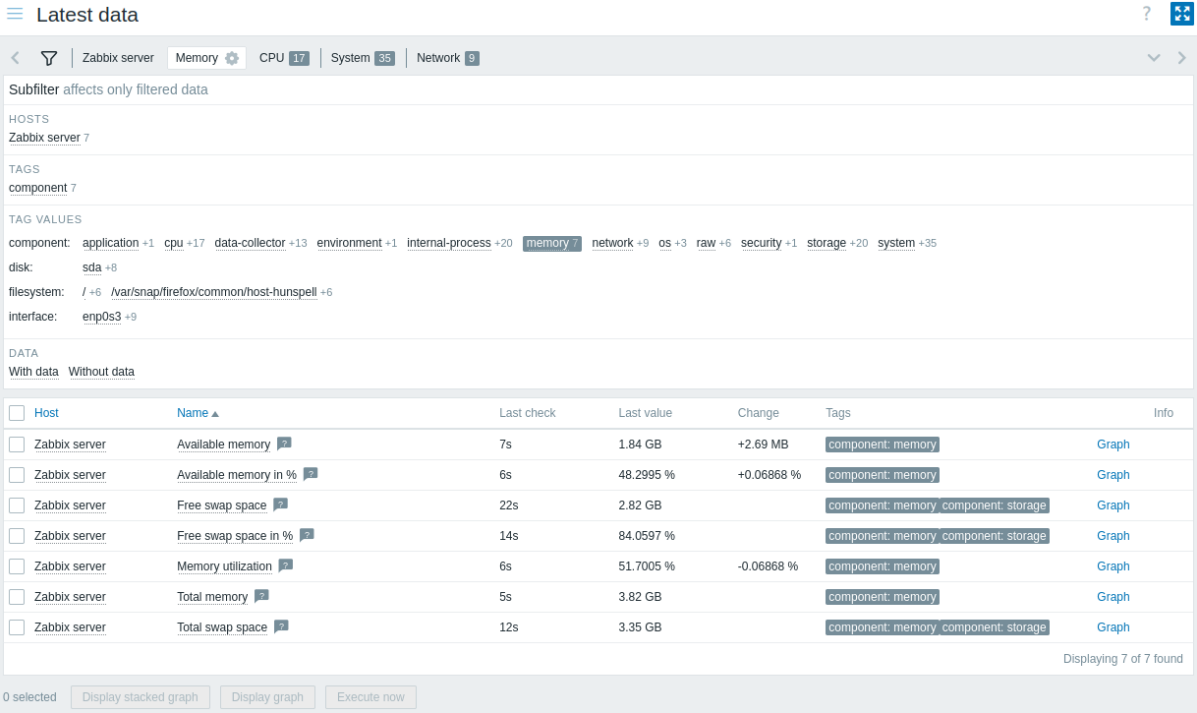 Latest data ?
Zabbix server Memory CPU 17 System 35 Network 9
Subfilter affects only filtered data
HOSTS
Zabbix server 7
TAGS
component 7
TAG VALUES
component: application +1 cpu +17 data-collector +13 environment +1 internal-process +20 memory 7 network +9 os +3 raw +6 security +1 storage +20 system +35
disk: sda +8
filesystem: / +6 /var/snap/firefox/common/host-hunspell +6
interface: enp0s3 +9
DATA
With data Without data
Host Name Last check Last value Change Tags Info
Zabbix server Available memory ? 7s 1.84 GB +2.69 MB component: memory Graph
Zabbix server Available memory in % ? 6s 48.2995 % +0.06868 % component: memory Graph
Zabbix server Free swap space ? 22s 2.82 GB component: memory component: storage Graph
Zabbix server Free swap space in % ? 14s 84.0597 % component: memory component: storage Graph
Zabbix server Memory utilization ? 6s 51.7005 % -0.06868 % component: memory Graph
Zabbix server Total memory ? 5s 3.82 GB component: memory Graph
Zabbix server Total swap space ? 12s 3.35 GB component: memory component: storage Graph
Displaying 7 of 7 found
0 selected Display stacked graph Display graph Execute now